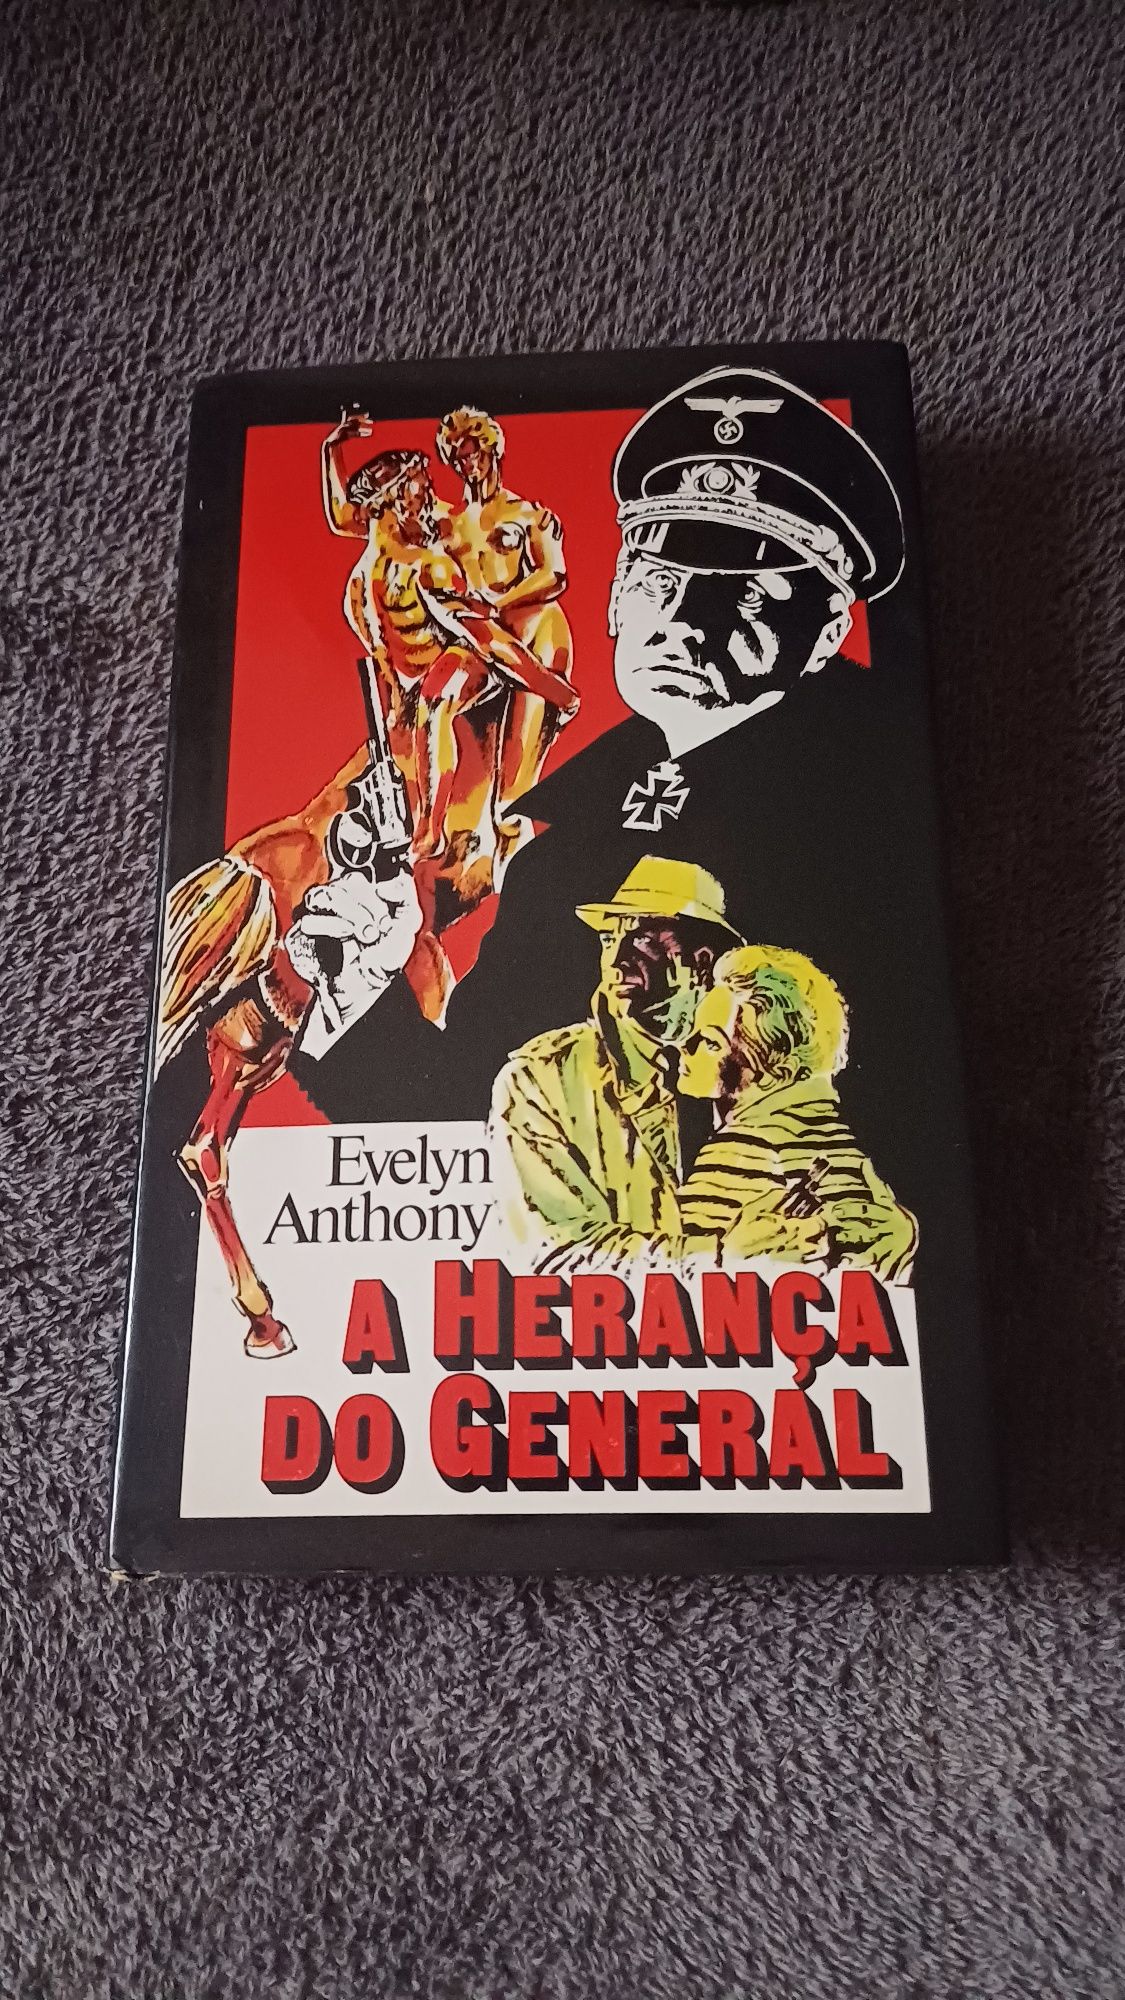 Evelyn
Anthony
A HERANÇA
DO GENERAL